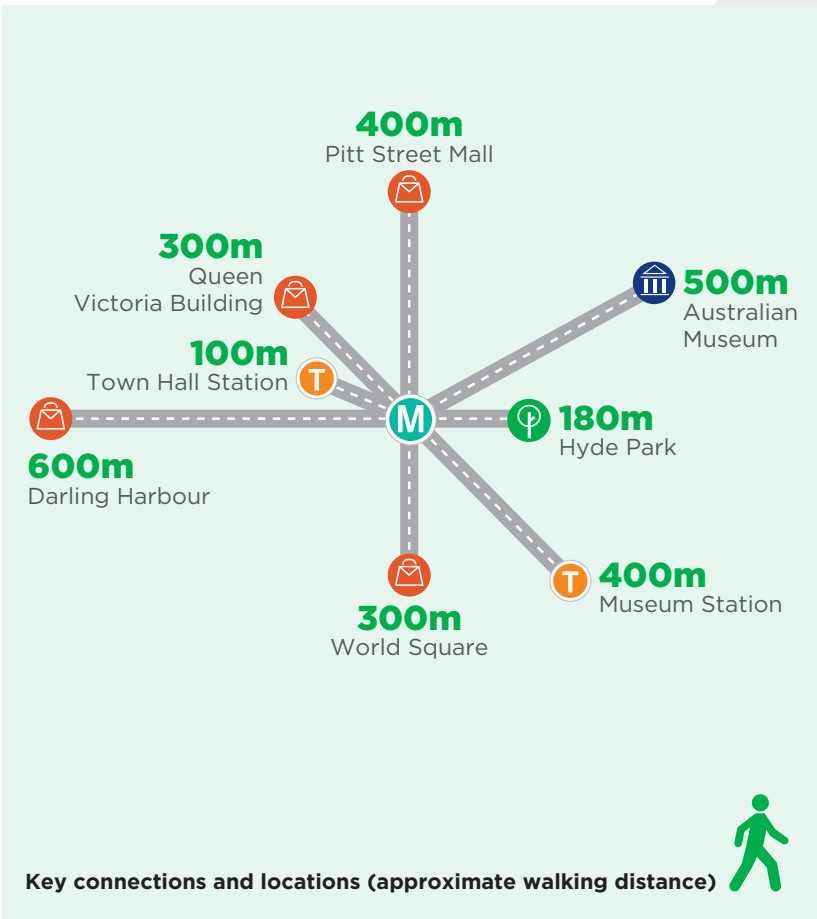 400m
Pitt Street Mall
300m
Queen
Victoria Building
500m
Australian
Museum
100m
Town Hall Station
T
M
180m
Hyde Park
600m
Darling Harbour
T
400m
Museum Station
300m
World Square
Key connections and locations (approximate walking distance)